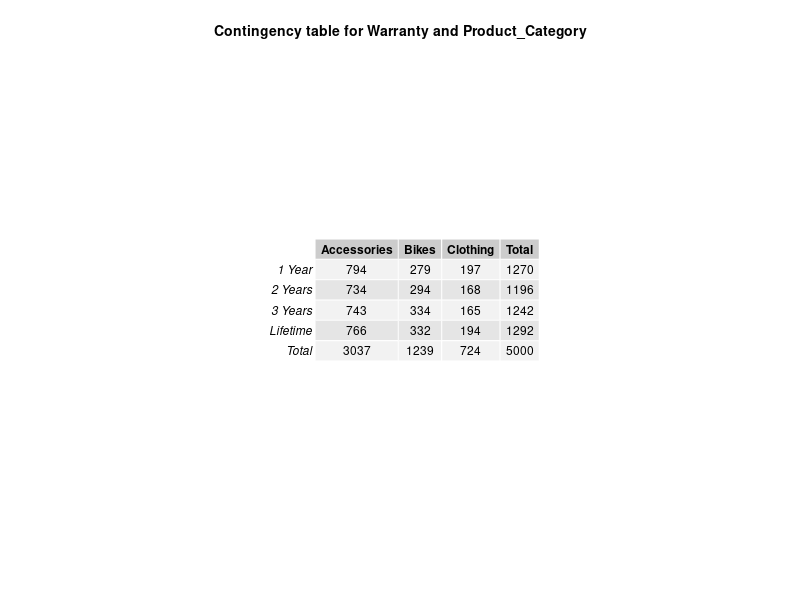 Contingency table for Warranty and Product_Category
Accessories Bikes Clothing Total
1 Year 794 279 197 1270
2 Years 734 294 168 1196
3 Years 743 334 165 1242
Lifetime 766 332 194 1292
Total 3037 1239 724 5000